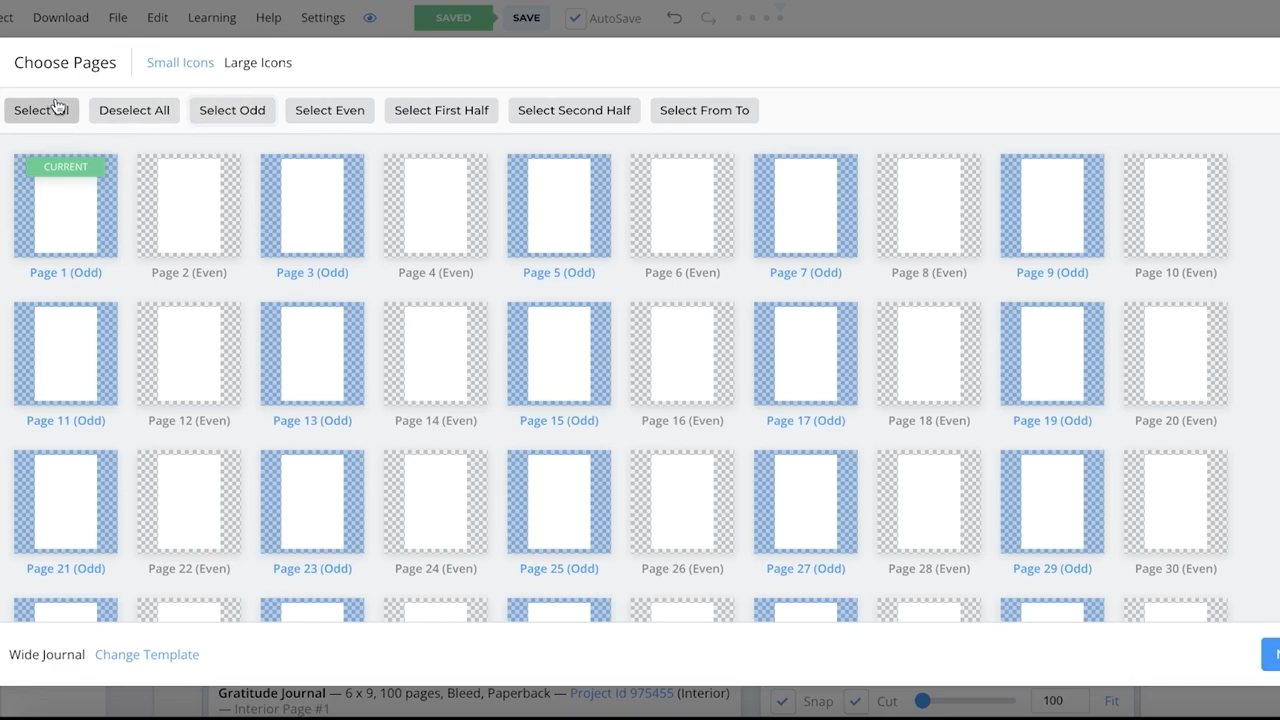 Download File Edit Learning Help Settings SAVED SAVE AutoSave
Choose Pages Small Icons Large Icons
Deselect All Select Odd Select Even Select First Half Select Second Half Select From To
CURRENT
Page 1 (Odd) Page 2 (Even) Page 3 (Odd) Page 4 (Even) Page 5 (Odd) Page 6 (Even) Page 7 (Odd) Page 8 (Even) Page 9 (Odd) Page 10 (Even)
Page 11 (Odd) Page 12 (Even) Page 13 (Odd) Page 14 (Even) Page 15 (Odd) Page 16 (Even) Page 17 (Odd) Page 18 (Even) Page 19 (Odd) Page 20 (Even)
Page 21 (Odd) Page 22 (Even) Page 23 (Odd) Page 24 (Even) Page 25 (Odd) Page 26 (Even) Page 27 (Odd) Page 28 (Even) Page 29 (Odd) Page 30 (Even)
Wide Journal Change Template
Gratitude Journal — 6 x 9, 100 pages, Bleed, Paperback — Project Id 975455 (Interior)
— Interior Page #1
Snap Cut 100 Fit